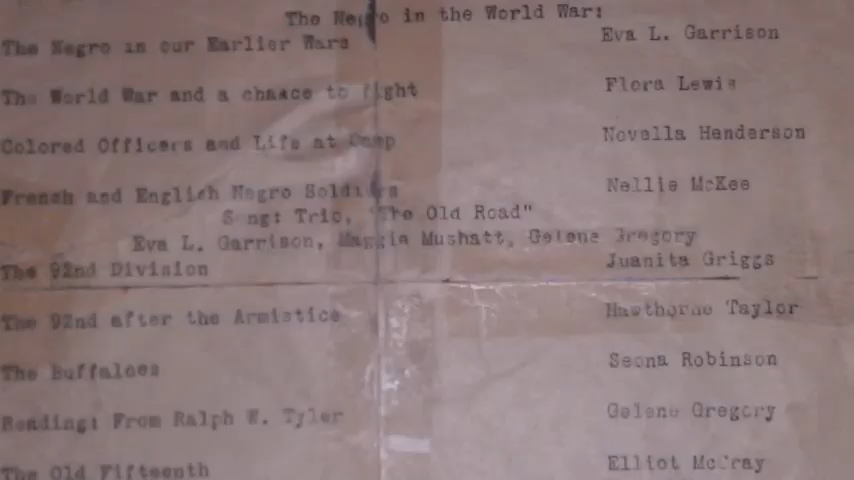 The Negro in the World War:
The Negro in our Earlier Wars Eva L. Garrison
The World War and a chance to fight Flora Lewis
Colored Officers and Life at Camp Novella Henderson
French and English Negro Soldiers Nellie McKee
Song: Trio, "The Old Road"
Eva L. Garrison, Maggie Mushatt, Gelene Gregory
The 92nd Division Juanita Griggs
The 92nd after the Armistice Hawthorne Taylor
The Buffaloes Seona Robinson
Reading: From Ralph W. Tyler Gelene Gregory
The Old Fifteenth Elliot McCray